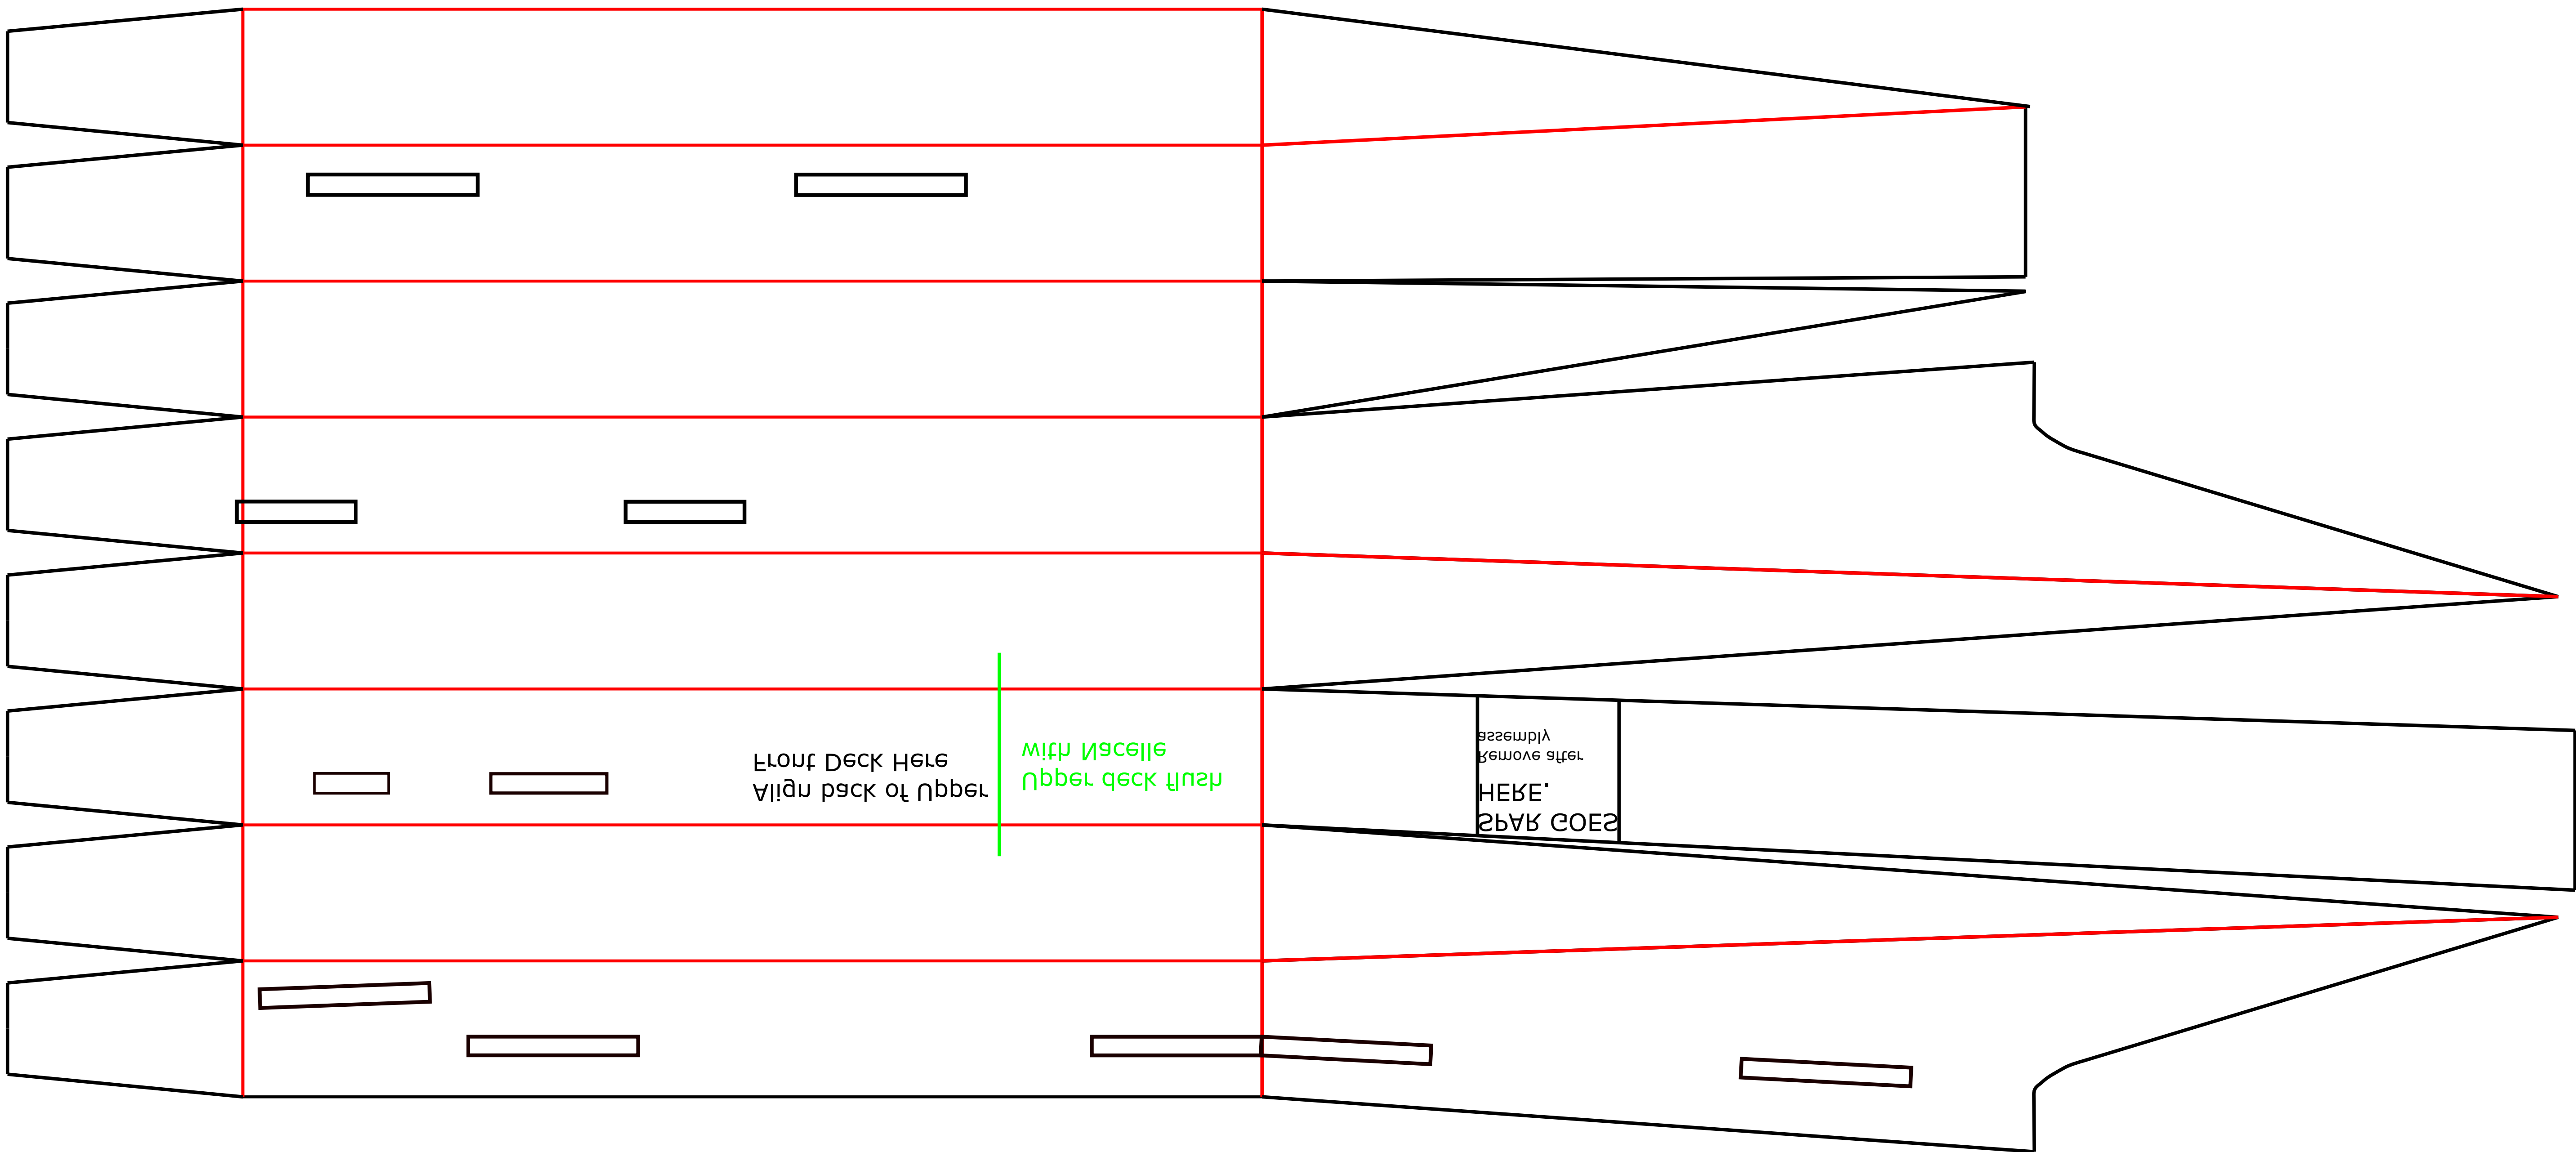 Align back of Upper
Front Deck Here
Upper deck flush
with Nacelle
SPAR GOES
HERE.
Remove after
assembly